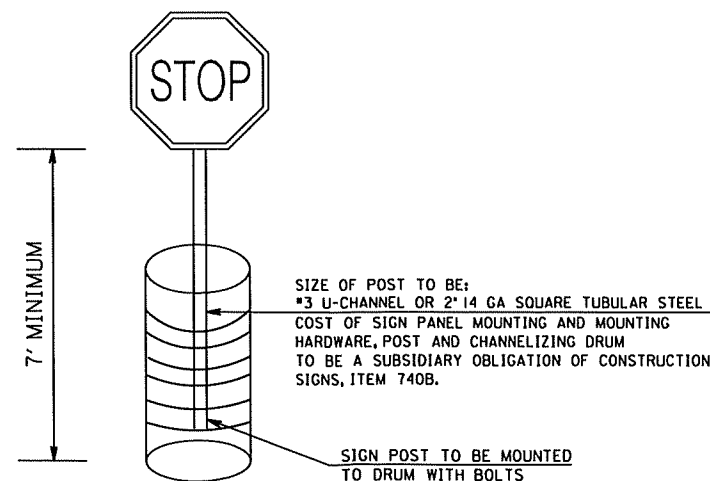 STOP
7' MINIMUM
SIZE OF POST TO BE:
#3 U-CHANNEL OR 2" 14 GA SQUARE TUBULAR STEEL
COST OF SIGN PANEL MOUNTING AND MOUNTING
HARDWARE, POST AND CHANNELIZING DRUM
TO BE A SUBSIDIARY OBLIGATION OF CONSTRUCTION
SIGNS, ITEM 740B.
SIGN POST TO BE MOUNTED
TO DRUM WITH BOLTS